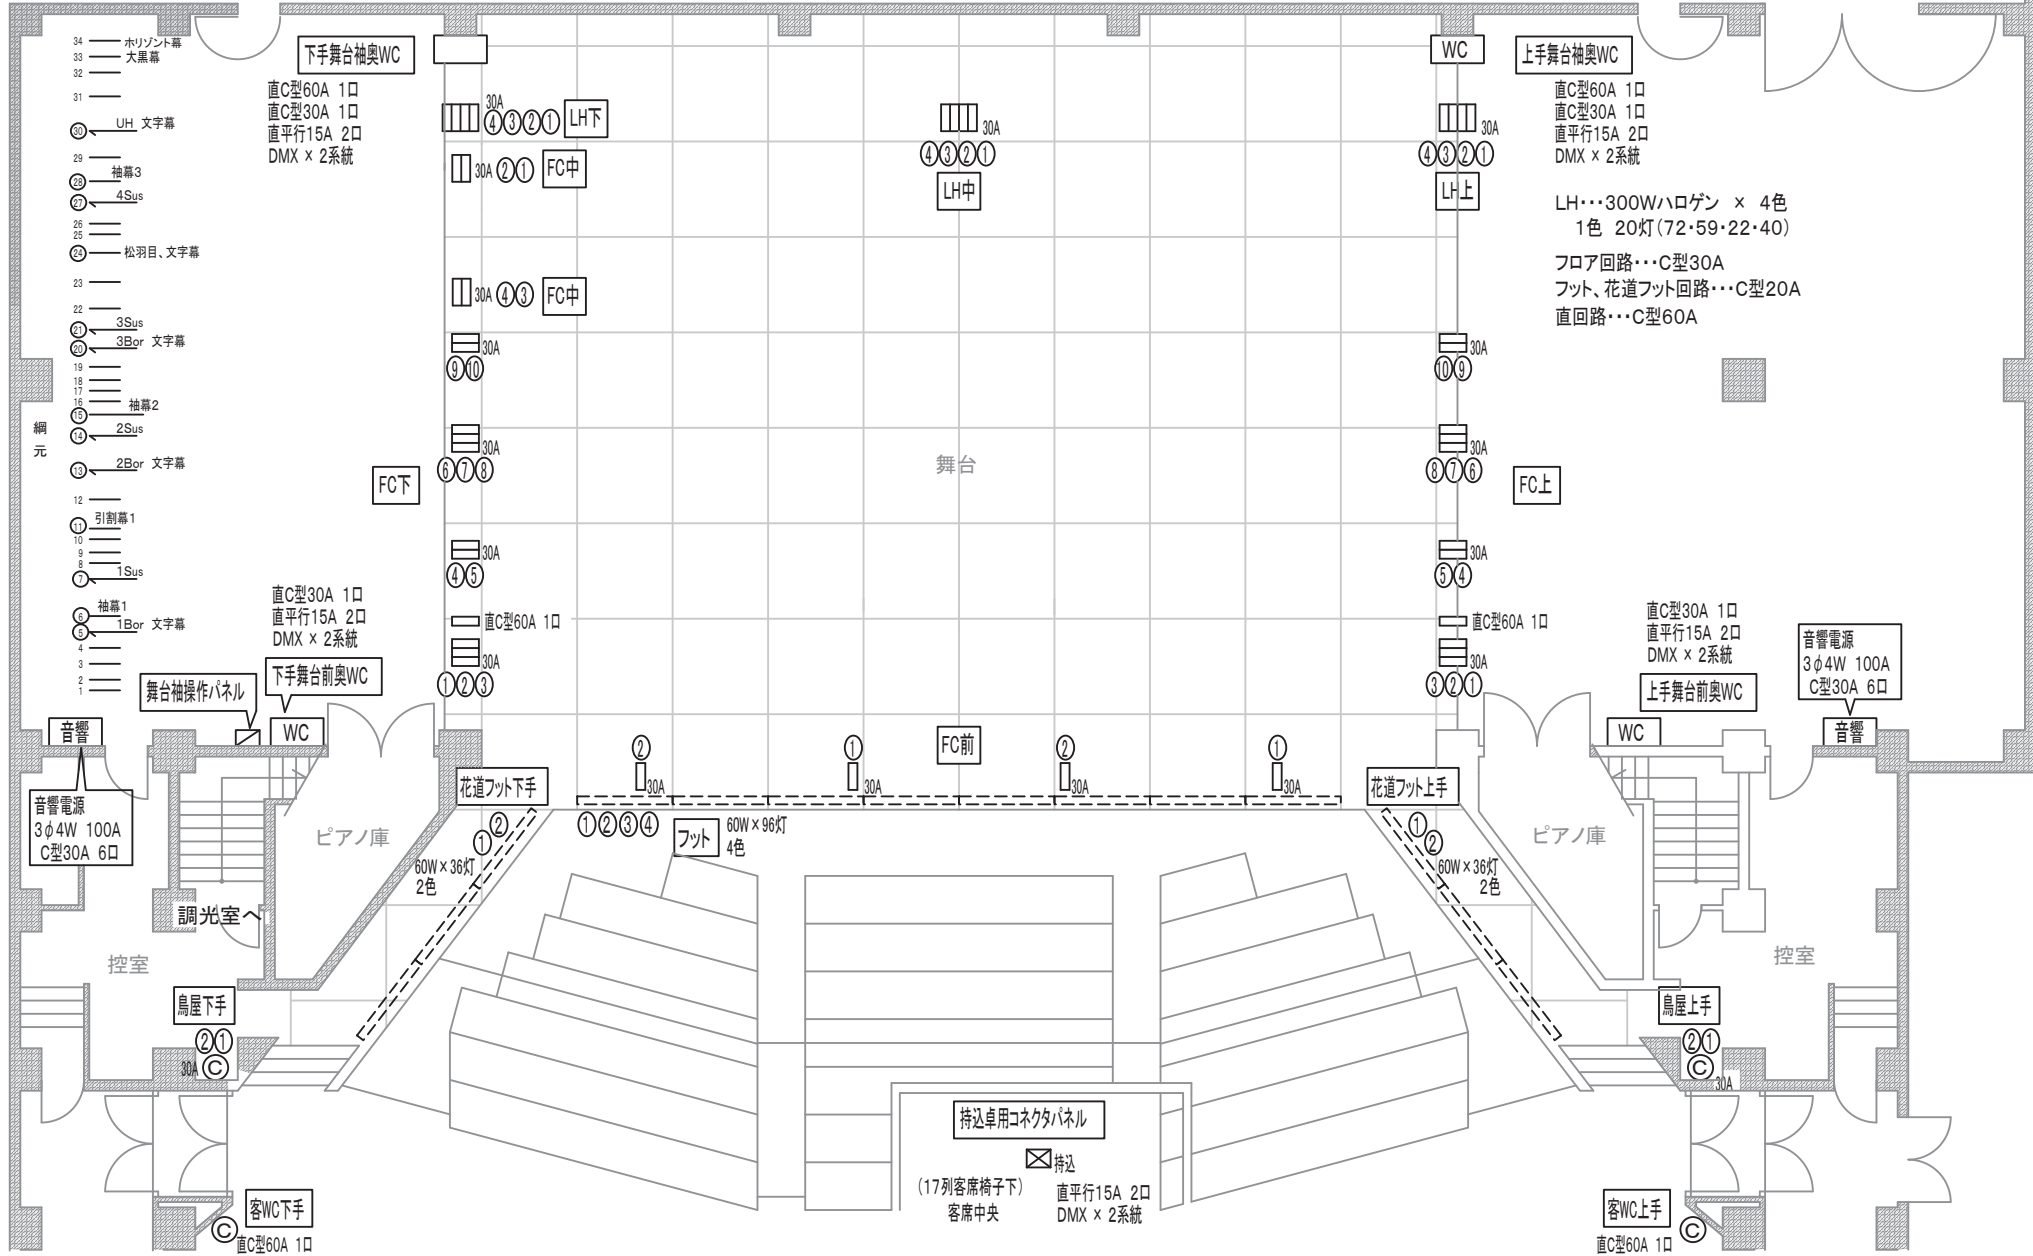 34 ホリゾント幕
33 大黒幕
32
31
㉚ UH 文字幕
29
㉘ 袖幕3
㉗ 4Sus
26
25
㉔ 松羽目、文字幕
23
22
㉑ 3Sus
⑳ 3Bor 文字幕
19
18
17
16
⑮ 袖幕2
⑭ 2Sus
⑬ 2Bor 文字幕
12
⑪ 引割幕1
10
9
8
⑦ 1Sus
⑥ 袖幕1
⑤ 1Bor 文字幕
4
3
2
1
綱元
下手舞台袖奥WC
直C型60A 1口
直C型30A 1口
直平行15A 2口
DMX × 2系統
30A
④③②① LH下
30A ②① FC中
30A ④③ FC中
30A
⑨⑩
30A
⑥⑦⑧
FC下
30A
④⑤
直C型60A 1口
30A
①②③
30A
④③②①
LH中
舞台
WC
30A
④③②①
LH上
30A
⑩⑨
30A
⑧⑦⑥
FC上
30A
⑤④
直C型60A 1口
30A
③②①
上手舞台袖奥WC
直C型60A 1口
直C型30A 1口
直平行15A 2口
DMX × 2系統
LH・・・300Wハロゲン × 4色
1色 20灯(72・59・22・40)
フロア回路・・・C型30A
フット、花道フット回路・・・C型20A
直回路・・・C型60A
直C型30A 1口
直平行15A 2口
DMX × 2系統
下手舞台前奥WC
舞台袖操作パネル
WC
音響
音響電源
3φ4W 100A
C型30A 6口
直C型30A 1口
直平行15A 2口
DMX × 2系統
上手舞台前奥WC
WC
音響電源
3φ4W 100A
C型30A 6口
音響
FC前
② 30A
① 30A
② 30A
① 30A
花道フット下手
②
①
60W×36灯
2色
①②③④
フット
60W×96灯
4色
花道フット上手
①
②
60W×36灯
2色
ピアノ庫
ピアノ庫
調光室へ
控室
控室
鳥屋下手
②①
30A Ⓒ
鳥屋上手
②①
Ⓒ
30A
持込卓用コネクタパネル
持込
(17列客席椅子下)
客席中央
直平行15A 2口
DMX × 2系統
客WC下手
Ⓒ
直C型60A 1口
客WC上手
Ⓒ
直C型60A 1口